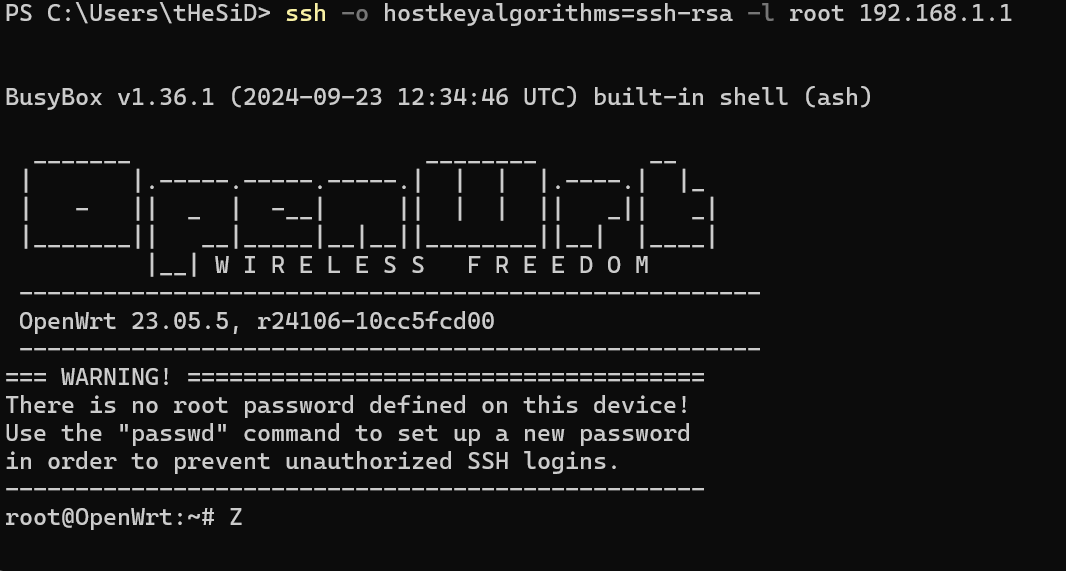 PS C:\Users\tHeSiD> ssh -o hostkeyalgorithms=ssh-rsa -l root 192.168.1.1
BusyBox v1.36.1 (2024-09-23 12:34:46 UTC) built-in shell (ash)
  _______                     ________        __
 |       |.-----.-----.-----.|  |  |  |.----.|  |_
 |   -   ||  _  |  -__|     ||  |  |  ||   _||   _|
 |_______||   __|_____|__|__||________||__|  |____|
          |__| W I R E L E S S   F R E E D O M
 -----------------------------------------------------
 OpenWrt 23.05.5, r24106-10cc5fcd00
 -----------------------------------------------------
=== WARNING! =====================================
There is no root password defined on this device!
Use the "passwd" command to set up a new password
in order to prevent unauthorized SSH logins.
--------------------------------------------------
root@OpenWrt:~# Z